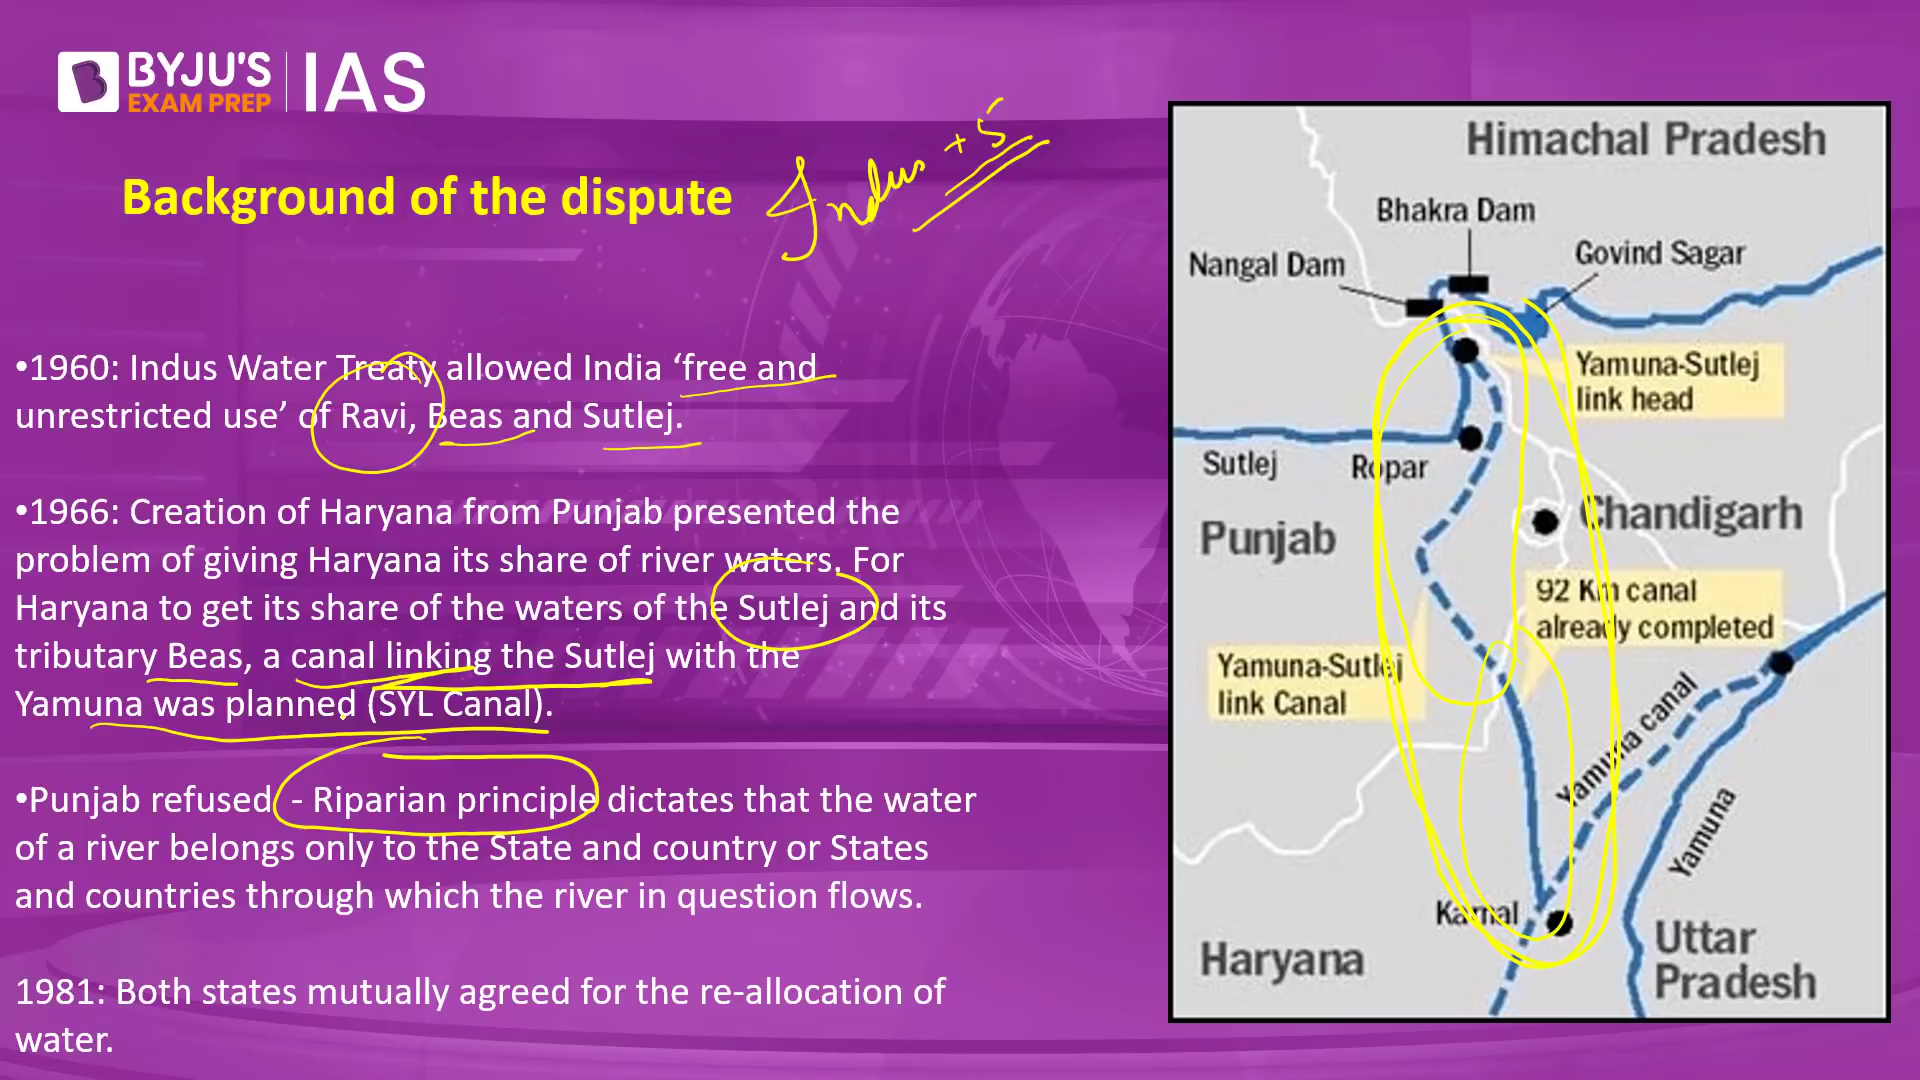 BYJU'S
EXAM PREP
IAS
Background of the dispute
Indus + 5
•1960: Indus Water Treaty allowed India ‘free and
unrestricted use’ of Ravi, Beas and Sutlej.
•1966: Creation of Haryana from Punjab presented the
problem of giving Haryana its share of river waters. For
Haryana to get its share of the waters of the Sutlej and its
tributary Beas, a canal linking the Sutlej with the
Yamuna was planned (SYL Canal).
•Punjab refused - Riparian principle dictates that the water
of a river belongs only to the State and country or States
and countries through which the river in question flows.
1981: Both states mutually agreed for the re-allocation of
water.
Himachal Pradesh
Bhakra Dam
Govind Sagar
Nangal Dam
Yamuna-Sutlej
link head
Sutlej
Ropar
Chandigarh
Punjab
92 Km canal
already completed
Yamuna-Sutlej
link Canal
Yamuna canal
Yamuna
Karnal
Haryana
Uttar
Pradesh